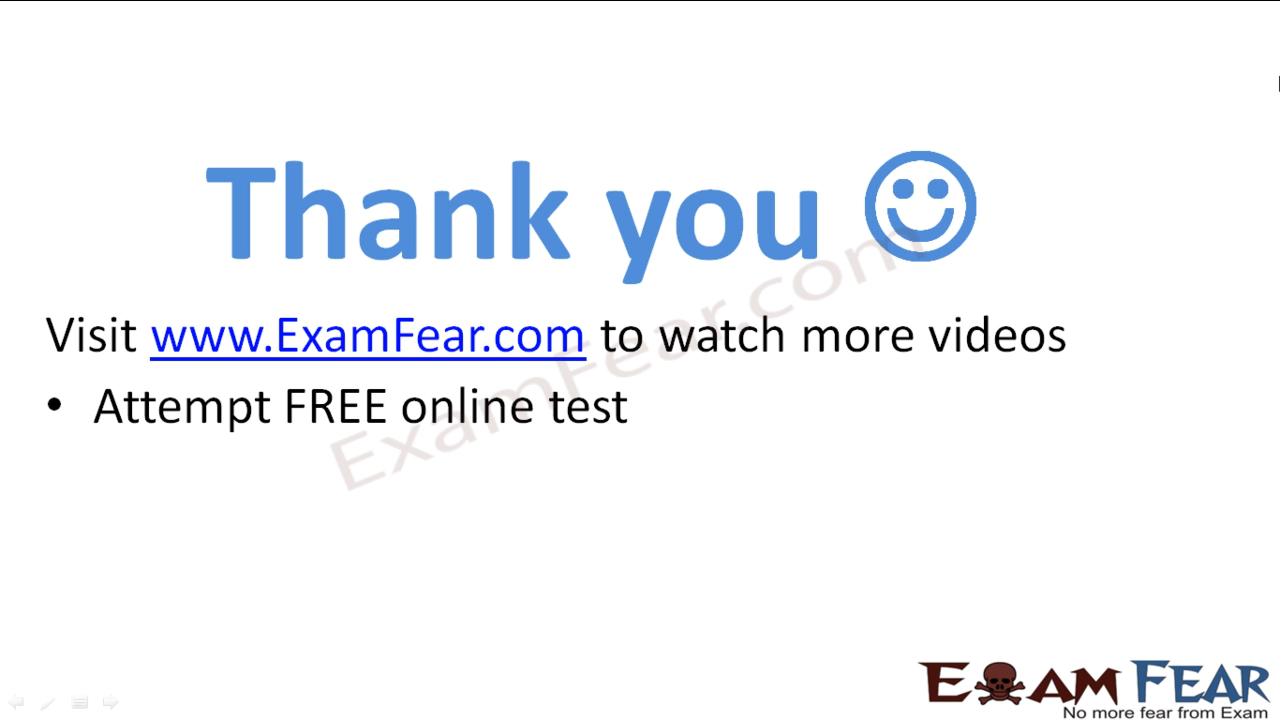 Thank you ☺
Visit www.ExamFear.com to watch more videos
• Attempt FREE online test
ExamFear.com
EXAM FEAR
No more fear from Exam